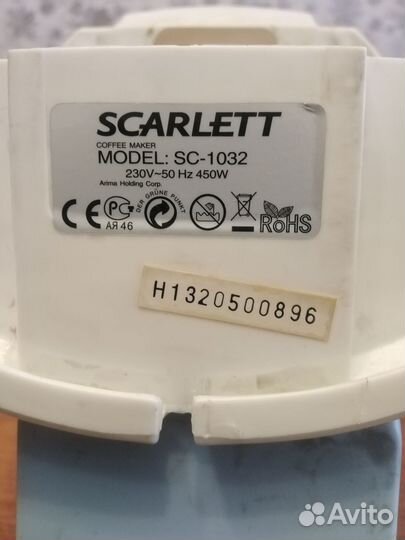 SCARLETT
COFFEE MAKER
MODEL: SC-1032
230V~50 Hz 450W
Arima Holding Corp.
CE
АЯ 46
DER GRÜNE PUNKT
RoHS
H1320500896
Avito